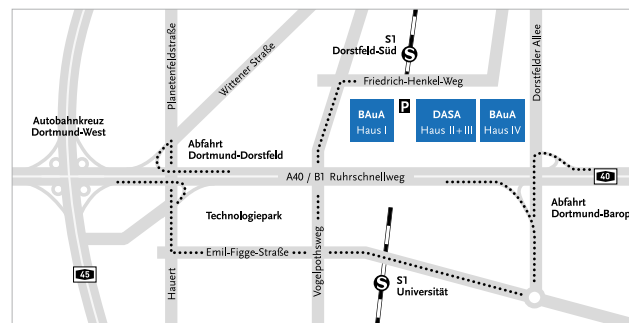 S1
Dorstfeld-Süd
S
Planetenfeldstraße
Wittener Straße
Dorstfelder Allee
Friedrich-Henkel-Weg
P
BAuA
Haus I
DASA
Haus II + III
BAuA
Haus IV
Autobahnkreuz
Dortmund-West
Abfahrt
Dortmund-Dorstfeld
A40 / B1 Ruhrschnellweg
40
Abfahrt
Dortmund-Barop
Technologiepark
Emil-Figge-Straße
Vogelpothsweg
Hauert
45
S
S1
Universität